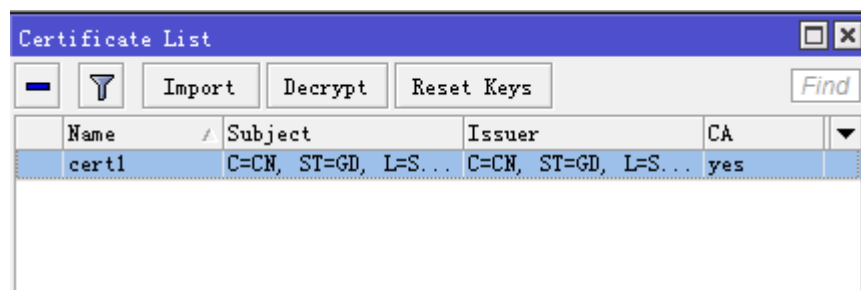 Certificate List
Import Decrypt Reset Keys Find
Name Subject Issuer CA
cert1 C=CN, ST=GD, L=S... C=CN, ST=GD, L=S... yes